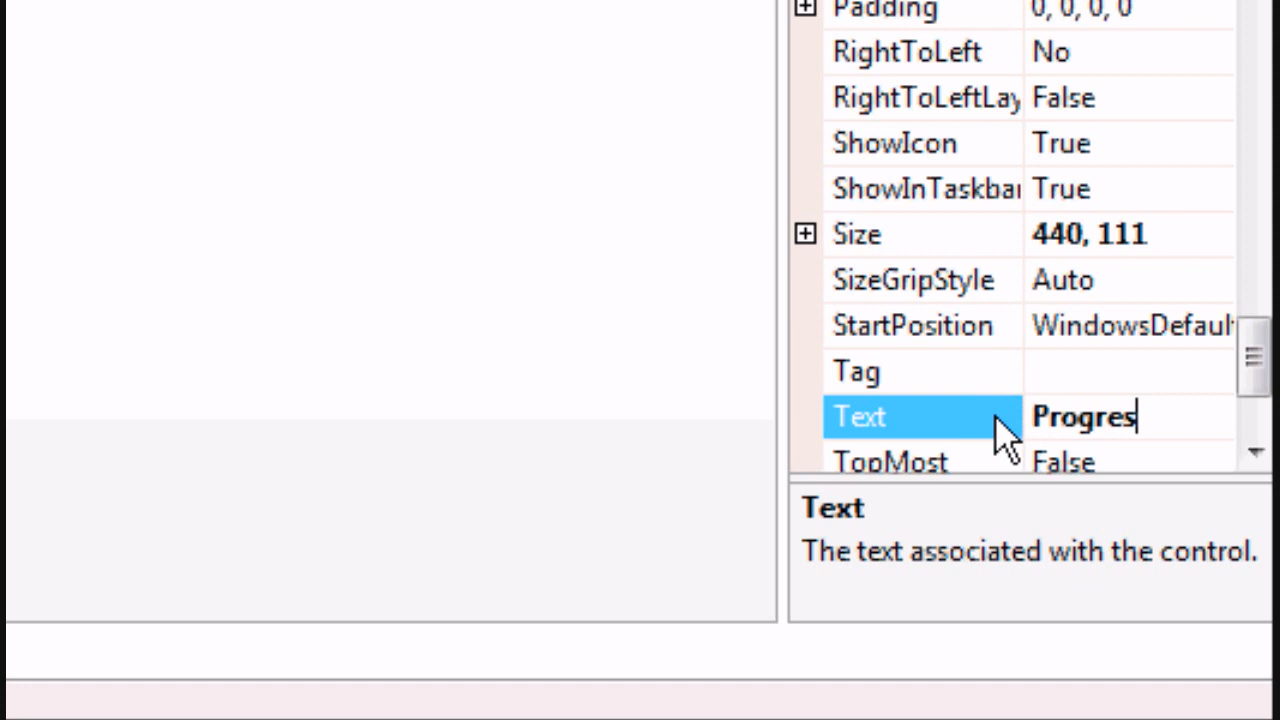 Padding 0, 0, 0, 0
RightToLeft No
RightToLeftLay False
ShowIcon True
ShowInTaskbar True
Size 440, 111
SizeGripStyle Auto
StartPosition WindowsDefault
Tag
Text Progres
TopMost False
Text
The text associated with the control.